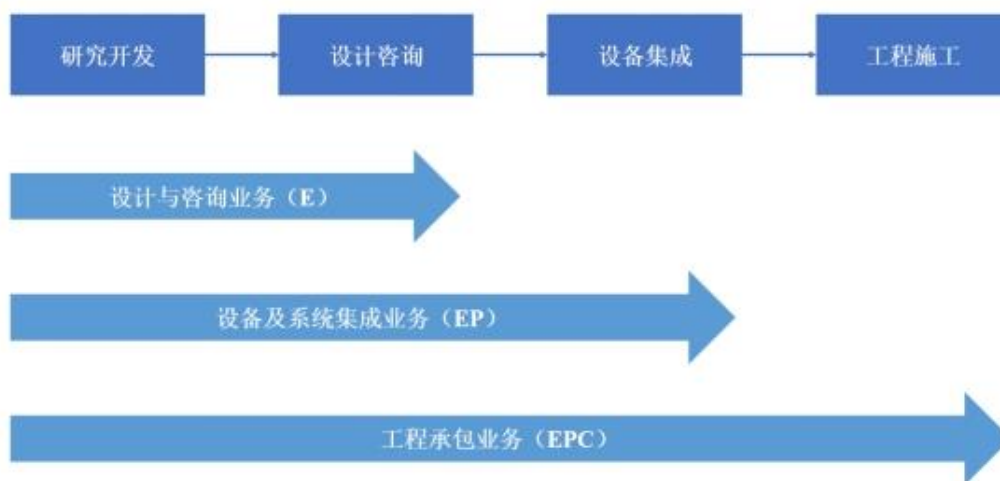 研究开发
设计咨询
设备集成
工程施工
设计与咨询业务（E）
设备及系统集成业务（EP）
工程承包业务（EPC）